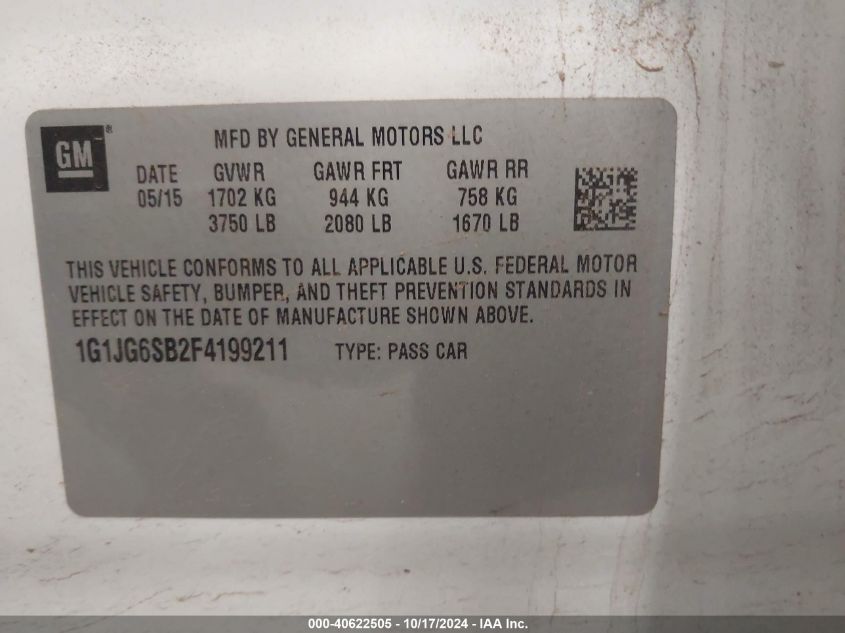 GM®
MFD BY GENERAL MOTORS LLC
DATE GVWR GAWR FRT GAWR RR
05/15 1702 KG 944 KG 758 KG
3750 LB 2080 LB 1670 LB
THIS VEHICLE CONFORMS TO ALL APPLICABLE U.S. FEDERAL MOTOR
VEHICLE SAFETY, BUMPER, AND THEFT PREVENTION STANDARDS IN
EFFECT ON THE DATE OF MANUFACTURE SHOWN ABOVE.
1G1JG6SB2F4199211 TYPE: PASS CAR
000-40622505 - 10/17/2024 - IAA Inc.